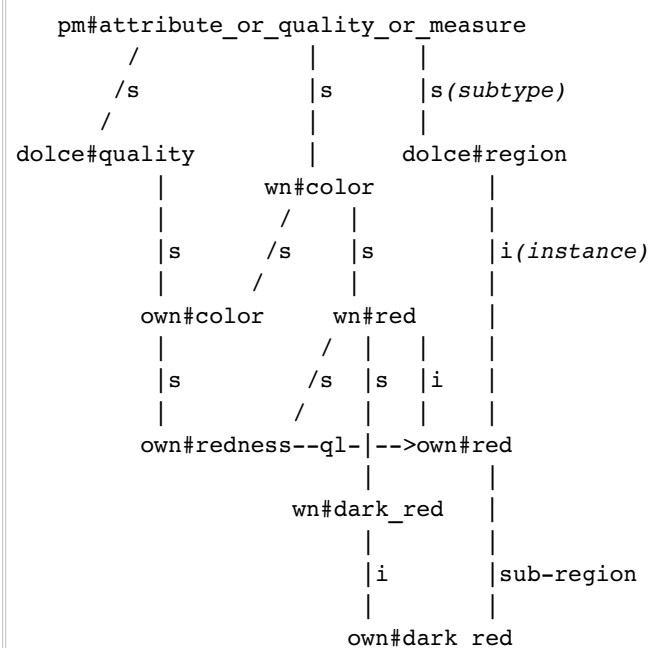 pm#attribute_or_quality_or_measure
/ | |
/s |s |s(subtype)
/ | |
dolce#quality | dolce#region
| wn#color |
| / | |
|s /s |s |i(instance)
| / | |
own#color wn#red |
| / | | |
|s /s |s |i |
| / | | |
own#redness--ql-|-->own#red
| |
wn#dark_red |
| |
|i |sub-region
| |
own#dark_red